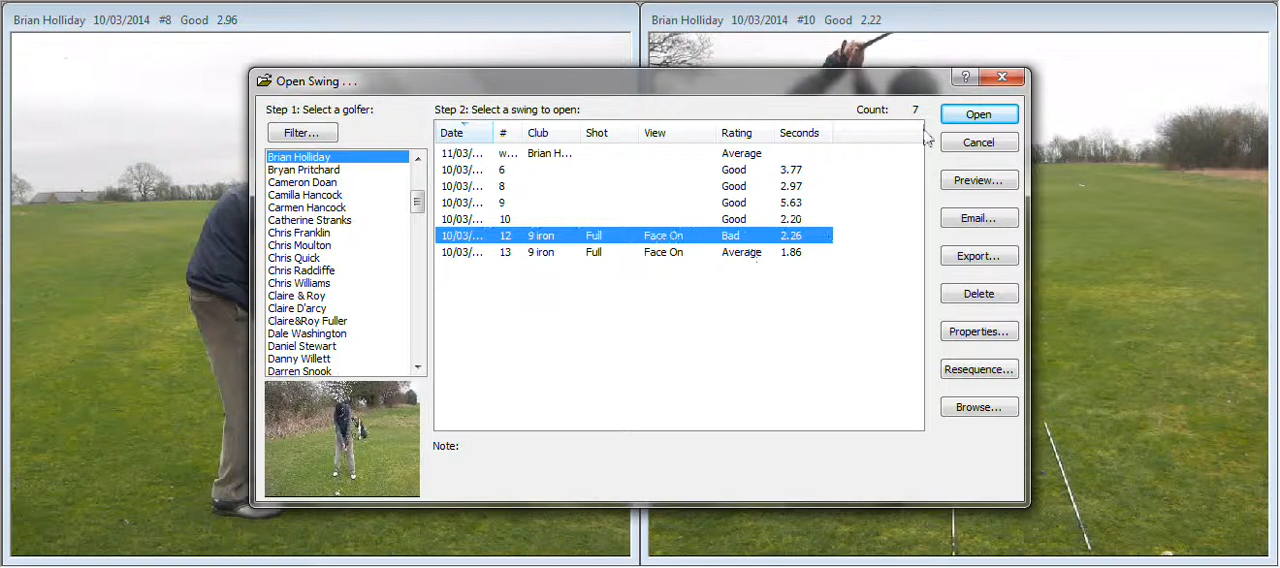 Brian Holliday 10/03/2014 #8 Good 2.96
Brian Holliday 10/03/2014 #10 Good 2.22
Open Swing . . .
Step 1: Select a golfer:
Filter...
Brian Holliday
Bryan Pritchard
Cameron Doan
Camilla Hancock
Carmen Hancock
Catherine Stranks
Chris Franklin
Chris Moulton
Chris Quick
Chris Radcliffe
Chris Williams
Claire & Roy
Claire D'arcy
Claire&Roy Fuller
Dale Washington
Daniel Stewart
Danny Willett
Darren Snook
Step 2: Select a swing to open:
Count: 7
Date # Club Shot View Rating Seconds
11/03/... w... Brian H... Average
10/03/... 6 Good 3.77
10/03/... 8 Good 2.97
10/03/... 9 Good 5.63
10/03/... 10 Good 2.20
10/03/... 12 9 iron Full Face On Bad 2.26
10/03/... 13 9 iron Full Face On Average 1.86
Note:
Open
Cancel
Preview...
Email...
Export...
Delete
Properties...
Resequence...
Browse...